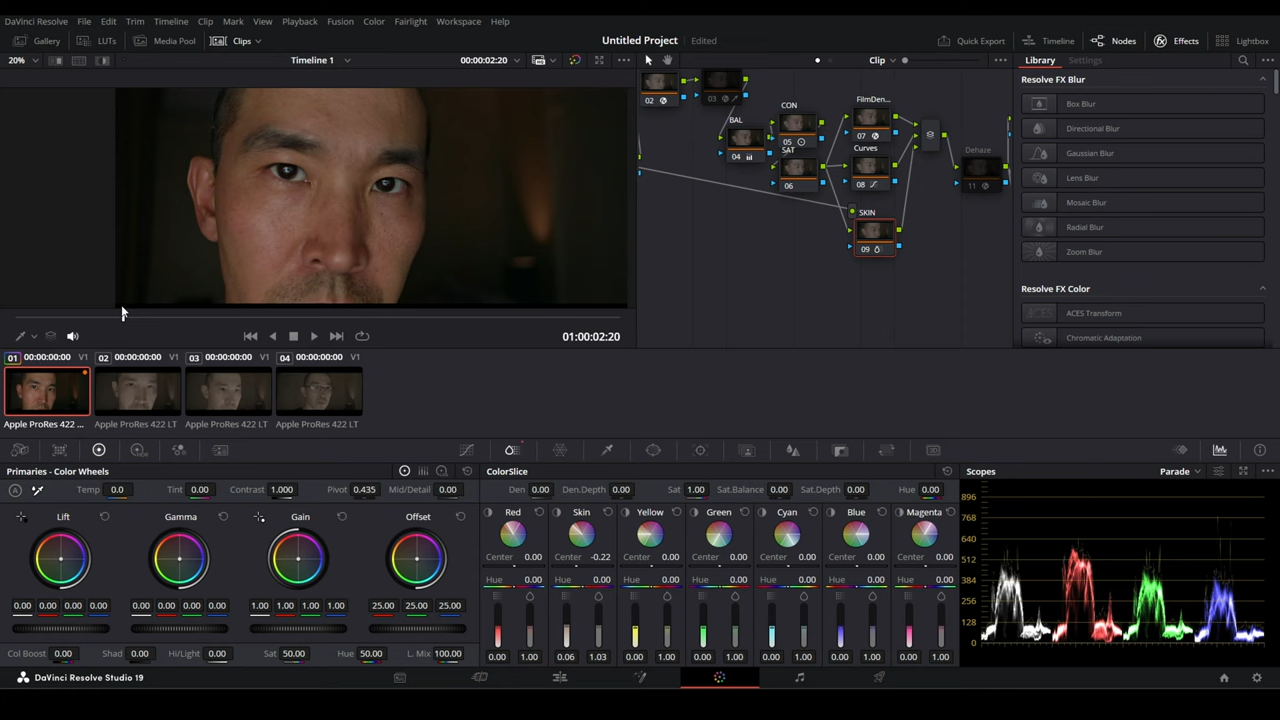 DaVinci Resolve File Edit Trim Timeline Clip Mark View Playback Fusion Color Fairlight Workspace Help
Gallery LUTs Media Pool Clips Untitled Project Edited Quick Export Timeline Nodes Effects Lightbox
20% Timeline 1 00:00:02:20 Clip Library Settings
Resolve FX Blur
Box Blur
Directional Blur
Gaussian Blur
Lens Blur
Mosaic Blur
Radial Blur
Zoom Blur
Resolve FX Color
ACES Transform
Chromatic Adaptation
02
03
BAL
04
CON
05
SAT
06
FilmDen...
07
Curves
08
SKIN
09
Dehaze
11
01:00:02:20
01 00:00:00:00 V1 02 00:00:00:00 V1 03 00:00:00:00 V1 04 00:00:00:00 V1
Apple ProRes 422 ... Apple ProRes 422 LT Apple ProRes 422 LT Apple ProRes 422 LT
Primaries - Color Wheels
Temp 0.0 Tint 0.00 Contrast 1.000 Pivot 0.435 Mid/Detail 0.00
Lift Gamma Gain Offset
0.00 0.00 0.00 0.00 0.00 0.00 0.00 0.00 1.00 1.00 1.00 1.00 25.00 25.00 25.00
Col Boost 0.00 Shad 0.00 Hi/Light 0.00 Sat 50.00 Hue 50.00 L. Mix 100.00
ColorSlice
Den 0.00 Den.Depth 0.00 Sat 1.00 Sat.Balance 0.00 Sat.Depth 0.00 Hue 0.00
Red Skin Yellow Green Cyan Blue Magenta
Center 0.00 Center -0.22 Center 0.00 Center 0.00 Center 0.00 Center 0.00 Center 0.00
Hue 0.00 Hue 0.00 Hue 0.00 Hue 0.00 Hue 0.00 Hue 0.00 Hue 0.00
0.00 1.00 0.06 1.03 0.00 1.00 0.00 1.00 0.00 1.00 0.00 1.00 0.00 1.00
Scopes Parade
896
768
640
512
384
256
128
0
DaVinci Resolve Studio 19